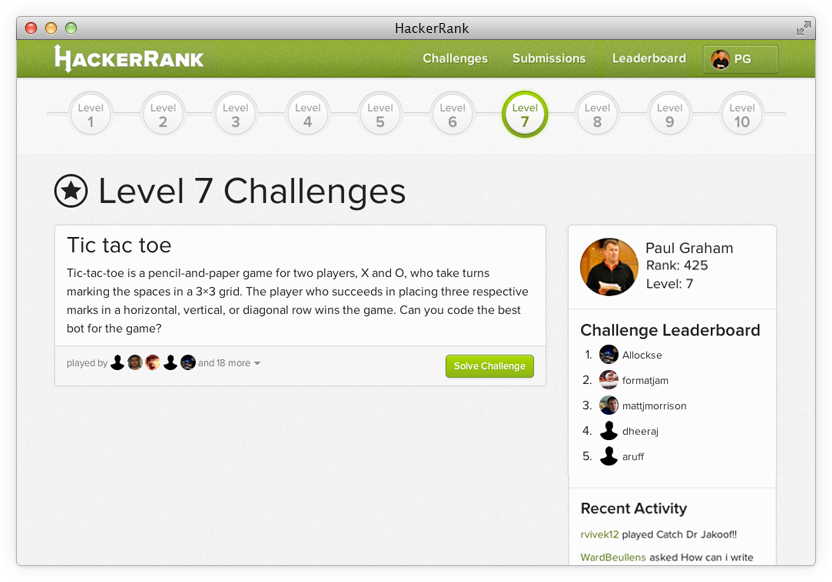 HackerRank
HACKERRANK
Challenges
Submissions
Leaderboard
PG
Level
1
Level
2
Level
3
Level
4
Level
5
Level
6
Level
7
Level
8
Level
9
Level
10
Level 7 Challenges
Tic tac toe
Tic-tac-toe is a pencil-and-paper game for two players, X and O, who take turns
marking the spaces in a 3×3 grid. The player who succeeds in placing three respective
marks in a horizontal, vertical, or diagonal row wins the game. Can you code the best
bot for the game?
played by and 18 more
Solve Challenge
Paul Graham
Rank: 425
Level: 7
Challenge Leaderboard
1. Allockse
2. formatjam
3. mattjmorrison
4. dheeraj
5. aruff
Recent Activity
rvivek12 played Catch Dr Jakoof!!
WardBeullens asked How can i write